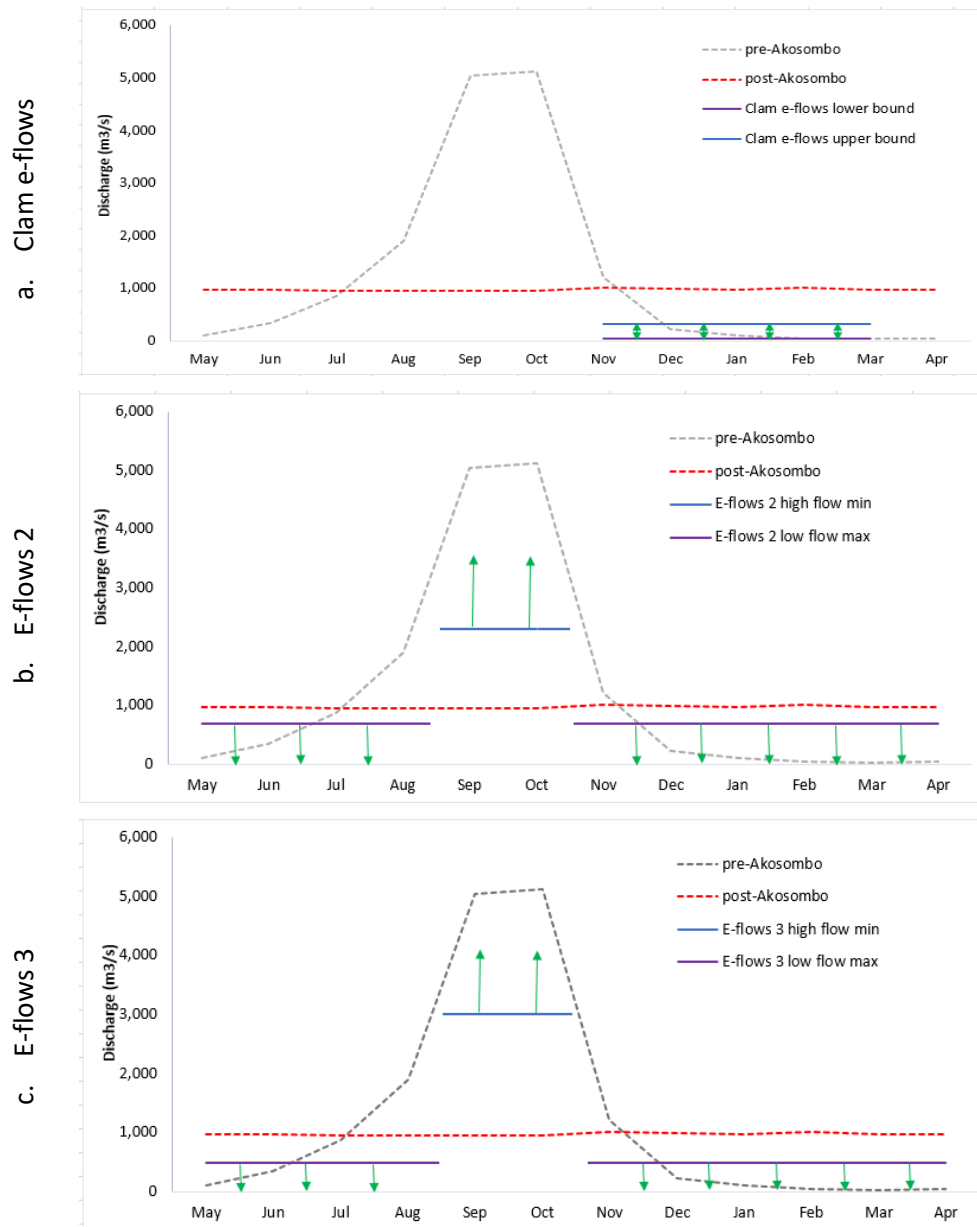 a. Clam e-flows
Discharge (m3/s)
6,000
5,000
4,000
3,000
2,000
1,000
0
May Jun Jul Aug Sep Oct Nov Dec Jan Feb Mar Apr
pre-Akosombo
post-Akosombo
Clam e-flows lower bound
Clam e-flows upper bound
b. E-flows 2
Discharge (m3/s)
6,000
5,000
4,000
3,000
2,000
1,000
0
May Jun Jul Aug Sep Oct Nov Dec Jan Feb Mar Apr
pre-Akosombo
post-Akosombo
E-flows 2 high flow min
E-flows 2 low flow max
c. E-flows 3
Discharge (m3/s)
6,000
5,000
4,000
3,000
2,000
1,000
0
May Jun Jul Aug Sep Oct Nov Dec Jan Feb Mar Apr
pre-Akosombo
post-Akosombo
E-flows 3 high flow min
E-flows 3 low flow max